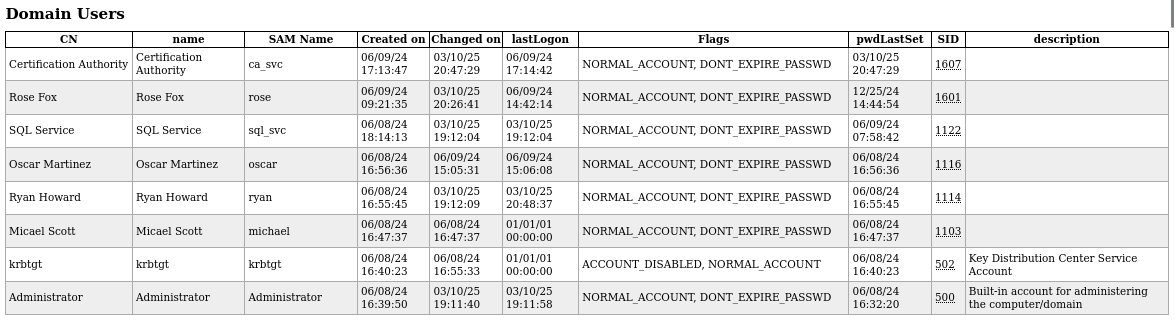 Domain Users
CN name SAM Name Created on Changed on lastLogon Flags pwdLastSet SID description
Certification Authority Certification Authority ca_svc 06/09/24 17:13:47 03/10/25 20:47:29 06/09/24 17:14:42 NORMAL_ACCOUNT, DONT_EXPIRE_PASSWD 03/10/25 20:47:29 1607
Rose Fox Rose Fox rose 06/09/24 09:21:35 03/10/25 20:26:41 06/09/24 14:42:14 NORMAL_ACCOUNT, DONT_EXPIRE_PASSWD 12/25/24 14:44:54 1601
SQL Service SQL Service sql_svc 06/08/24 18:14:13 03/10/25 19:12:04 03/10/25 19:12:04 NORMAL_ACCOUNT, DONT_EXPIRE_PASSWD 06/09/24 07:58:42 1122
Oscar Martinez Oscar Martinez oscar 06/08/24 16:56:36 06/09/24 15:05:31 06/09/24 15:06:08 NORMAL_ACCOUNT, DONT_EXPIRE_PASSWD 06/08/24 16:56:36 1116
Ryan Howard Ryan Howard ryan 06/08/24 16:55:45 03/10/25 19:12:09 03/10/25 20:48:37 NORMAL_ACCOUNT, DONT_EXPIRE_PASSWD 06/08/24 16:55:45 1114
Micael Scott Micael Scott michael 06/08/24 16:47:37 06/08/24 16:47:37 01/01/01 00:00:00 NORMAL_ACCOUNT, DONT_EXPIRE_PASSWD 06/08/24 16:47:37 1103
krbtgt krbtgt krbtgt 06/08/24 16:40:23 06/08/24 16:55:33 01/01/01 00:00:00 ACCOUNT_DISABLED, NORMAL_ACCOUNT 06/08/24 16:40:23 502 Key Distribution Center Service Account
Administrator Administrator Administrator 06/08/24 16:39:50 03/10/25 19:11:40 03/10/25 19:11:58 NORMAL_ACCOUNT, DONT_EXPIRE_PASSWD 06/08/24 16:32:20 500 Built-in account for administering the computer/domain